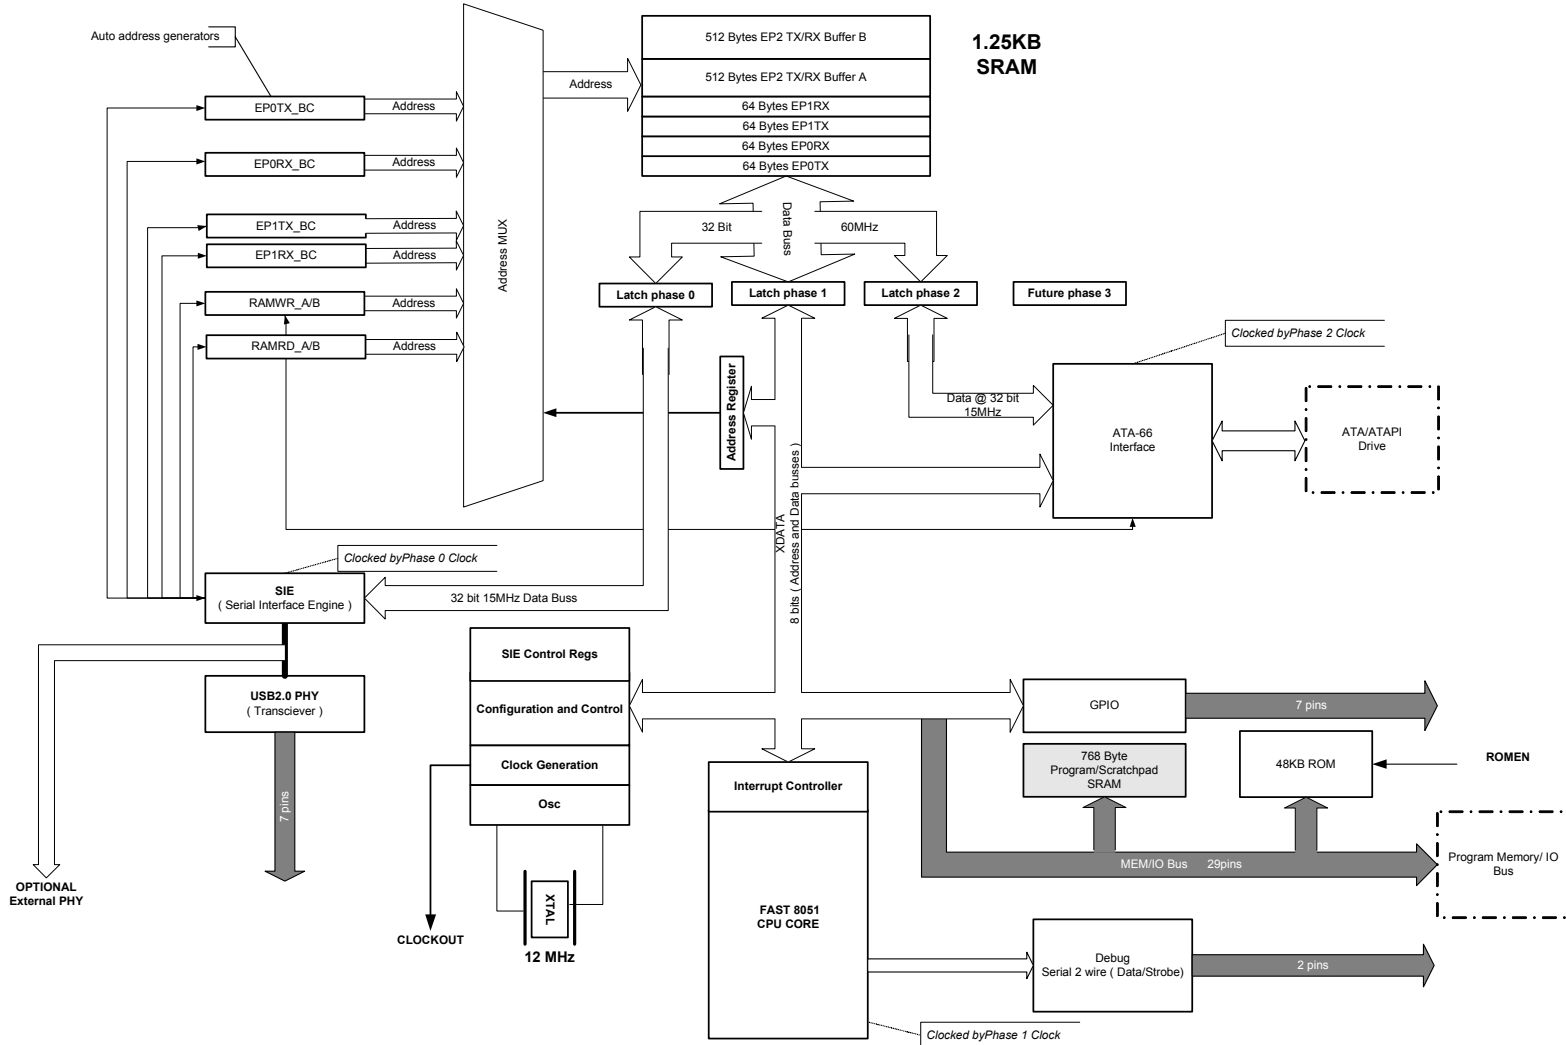 Auto address generators
EP0TX_BC
Address
EP0RX_BC
Address
EP1TX_BC
Address
EP1RX_BC
Address
RAMWR_A/B
Address
RAMRD_A/B
Address
Address MUX
Address
512 Bytes EP2 TX/RX Buffer B
512 Bytes EP2 TX/RX Buffer A
64 Bytes EP1RX
64 Bytes EP1TX
64 Bytes EP0RX
64 Bytes EP0TX
1.25KB
SRAM
32 Bit
Data Buss
60MHz
Latch phase 0
Latch phase 1
Latch phase 2
Future phase 3
Clocked byPhase 2 Clock
Address Register
Data @ 32 bit
15MHz
ATA-66
Interface
ATA/ATAPI
Drive
XDATA
8 bits ( Address and Data busses )
Clocked byPhase 0 Clock
SIE
( Serial Interface Engine )
32 bit 15MHz Data Buss
USB2.0 PHY
( Transciever )
7 pins
OPTIONAL
External PHY
SIE Control Regs
Configuration and Control
Clock Generation
Osc
XTAL
12 MHz
CLOCKOUT
Interrupt Controller
FAST 8051
CPU CORE
Clocked byPhase 1 Clock
GPIO
7 pins
768 Byte
Program/Scratchpad
SRAM
48KB ROM
ROMEN
MEM/IO Bus 29pins
Program Memory/ IO
Bus
Debug
Serial 2 wire ( Data/Strobe)
2 pins